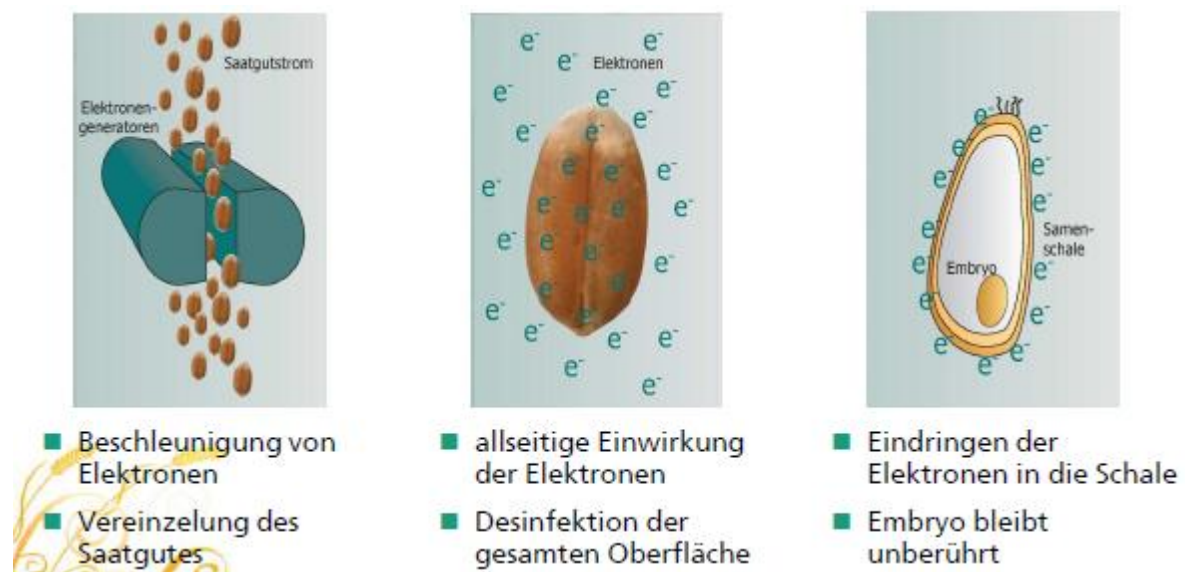 Saatgutstrom
Elektronen-
generatoren
e⁻ e⁻
e⁻ Elektronen
e⁻ e⁻ e⁻
e⁻ e⁻ e⁻
e⁻ e⁻ e⁻
e⁻ e⁻ e⁻ e⁻ e⁻
e⁻ e⁻ e⁻ e⁻
e⁻ e⁻ e⁻
e⁻ e⁻ e⁻ e⁻
e⁻ e⁻ e⁻
e⁻ e⁻
e⁻
e⁻ e⁻
e⁻ e⁻
e⁻ e⁻
e⁻ e⁻
e⁻ Samen-
schale
e⁻ Embryo e⁻
e⁻ e⁻
e⁻ e⁻ e⁻
Beschleunigung von
Elektronen
Vereinzelung des
Saatgutes
allseitige Einwirkung
der Elektronen
Desinfektion der
gesamten Oberfläche
Eindringen der
Elektronen in die Schale
Embryo bleibt
unberührt